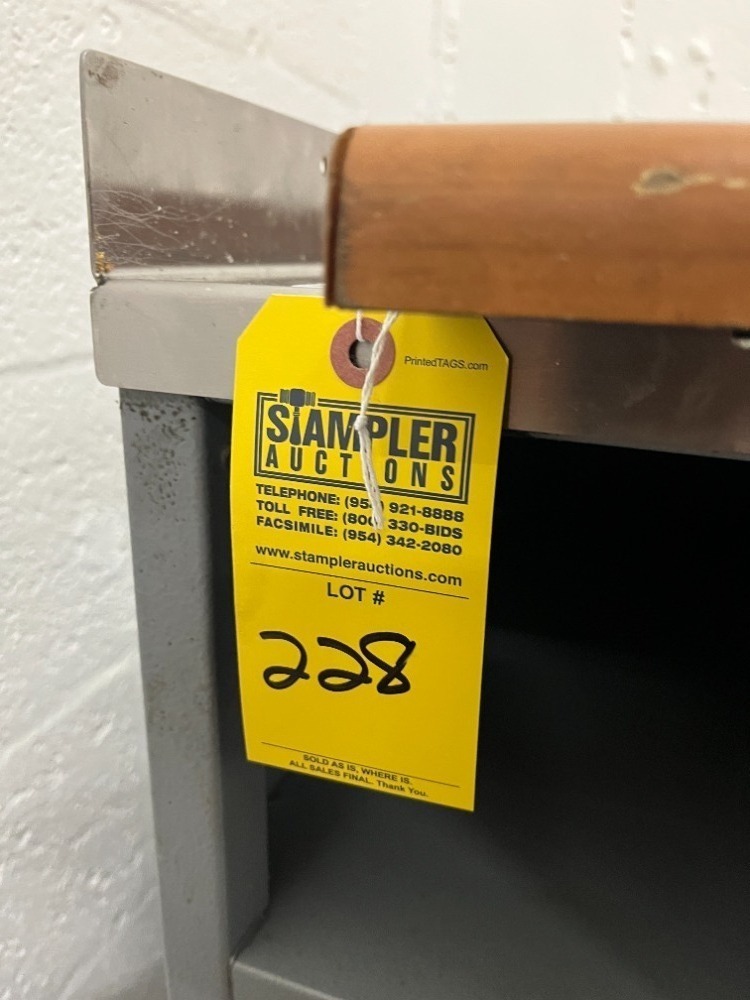 PrintedTAGS.com
STAMPLER
AUCTIONS
TELEPHONE: (95 921-8888
TOLL FREE: (800 330-BIDS
FACSIMILE: (954) 342-2080
www.stamplerauctions.com
LOT #
228
SOLD AS IS, WHERE IS.
ALL SALES FINAL. Thank You.